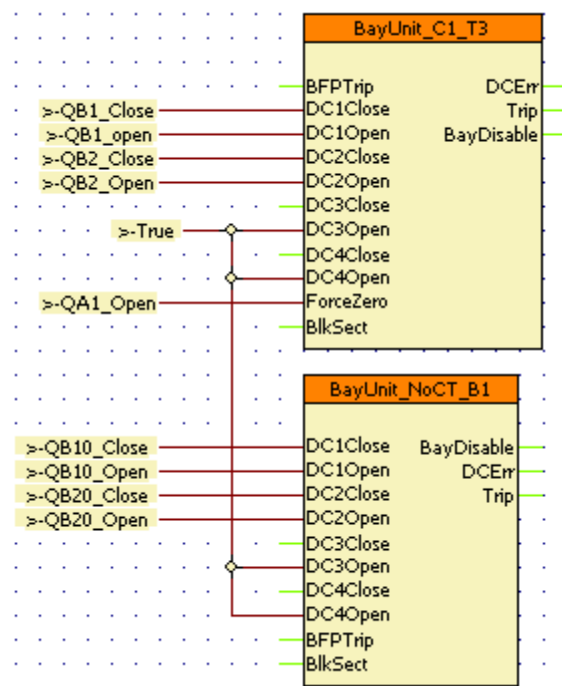 BayUnit_C1_T3
BFPTrip DCErr
>-QB1_Close DC1Close Trip
>-QB1_open DC1Open BayDisable
>-QB2_Close DC2Close
>-QB2_Open DC2Open
DC3Close
>-True DC3Open
DC4Close
DC4Open
>-QA1_Open ForceZero
BlkSect
BayUnit_NoCT_B1
>-QB10_Close DC1Close BayDisable
>-QB10_Open DC1Open DCErr
>-QB20_Close DC2Close Trip
>-QB20_Open DC2Open
DC3Close
DC3Open
DC4Close
DC4Open
BFPTrip
BlkSect